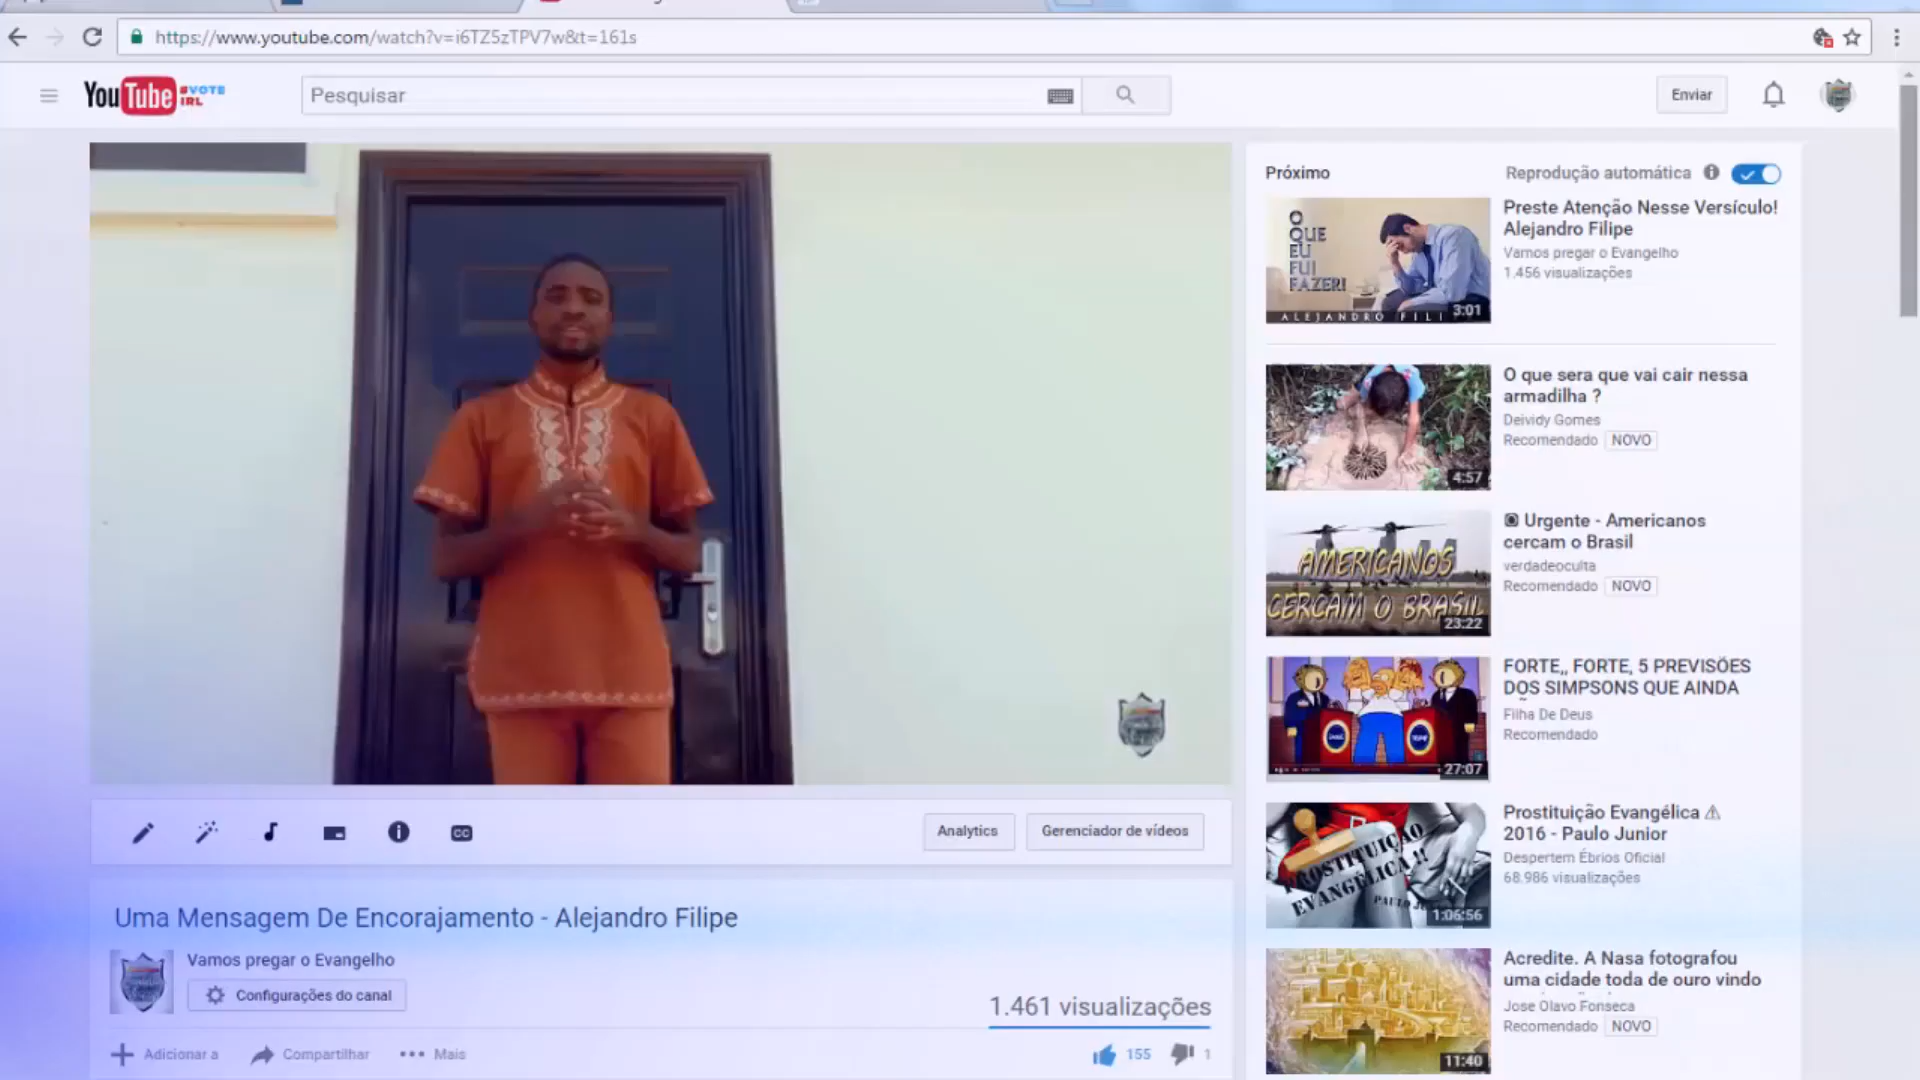 https://www.youtube.com/watch?v=i6TZ5zTPV7w&t=161s
YouTube #VOTE IRL
Pesquisar
Enviar
Próximo
Reprodução automática
O
QUE
EU
FUI
FAZER!
3:01
Preste Atenção Nesse Versículo!
Alejandro Filipe
Vamos pregar o Evangelho
1.456 visualizações
4:57
O que sera que vai cair nessa
armadilha ?
Deividy Gomes
Recomendado NOVO
AMERICANOS
CERCAM O BRASIL
23:22
Urgente - Americanos
cercam o Brasil
verdadeoculta
Recomendado NOVO
27:07
FORTE,, FORTE, 5 PREVISÕES
DOS SIMPSONS QUE AINDA
Filha De Deus
Recomendado
PROSTITUIÇÃO
EVANGÉLICA !!
1:06:56
Prostituição Evangélica ⚠
2016 - Paulo Junior
Despertem Ébrios Oficial
68.986 visualizações
11:40
Acredite. A Nasa fotografou
uma cidade toda de ouro vindo
Jose Olavo Fonseca
Recomendado NOVO
CC
Analytics
Gerenciador de vídeos
Uma Mensagem De Encorajamento - Alejandro Filipe
Vamos pregar o Evangelho
Configurações do canal
1.461 visualizações
Adicionar a
Compartilhar
Mais
155
1